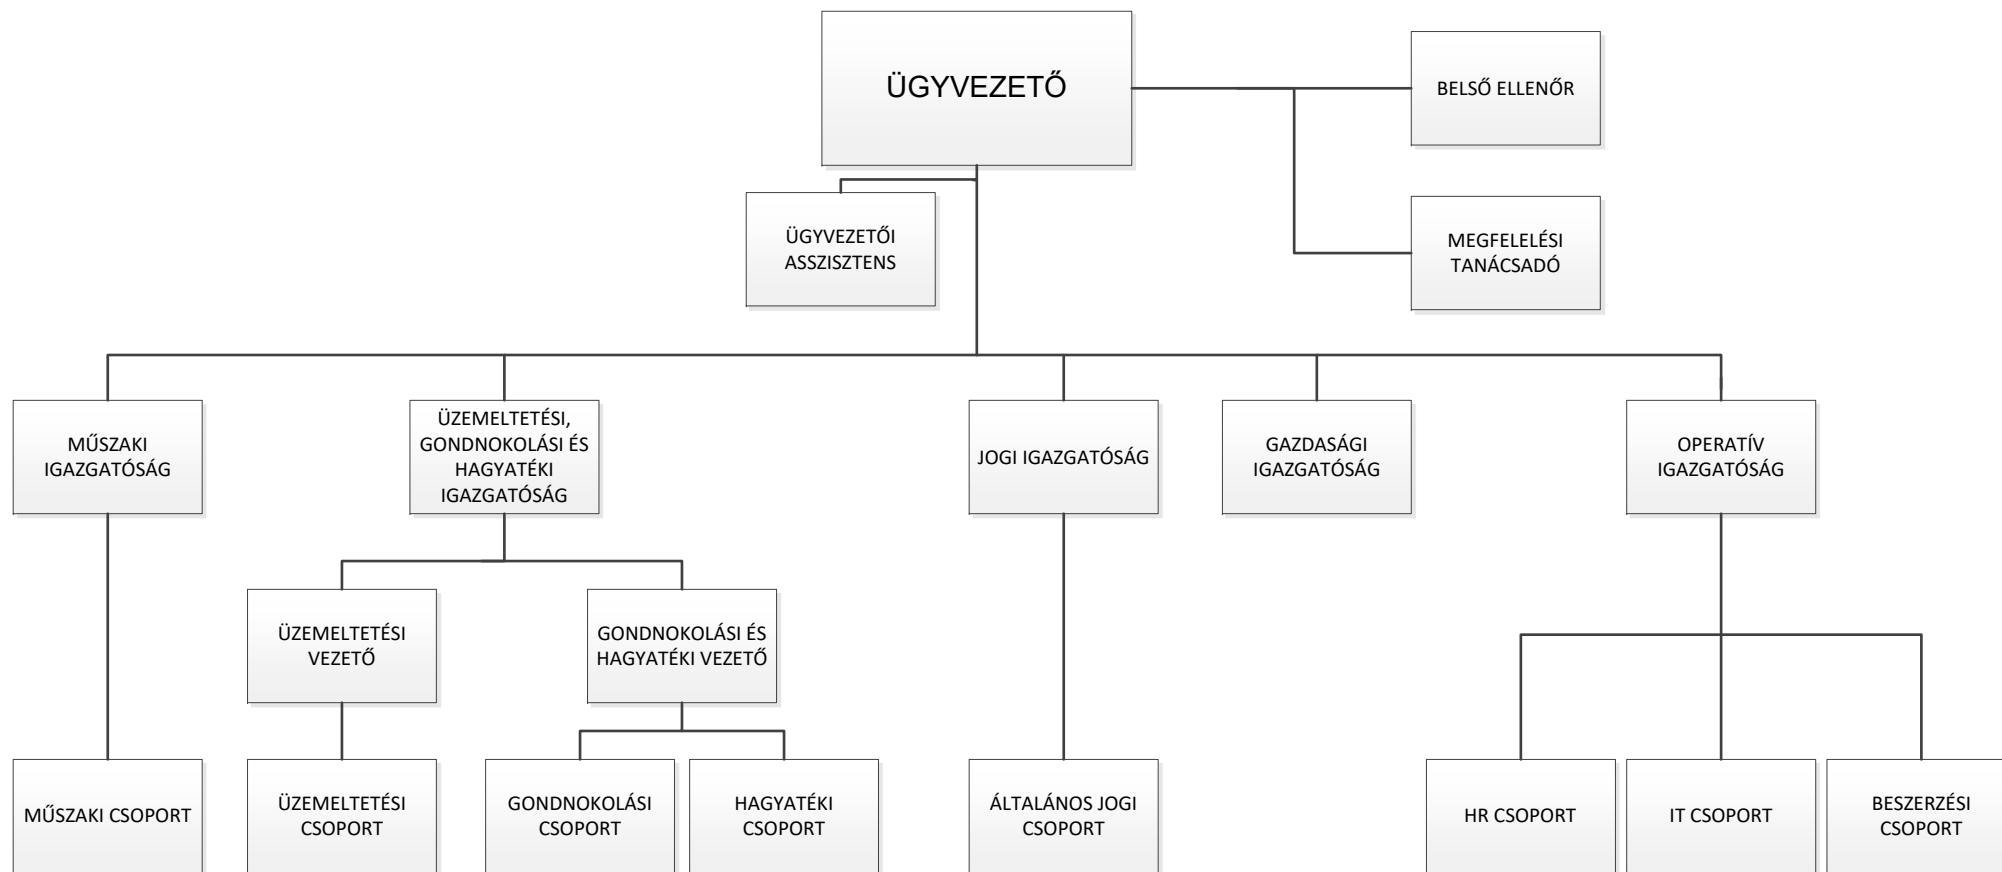 ÜGYVEZETŐ
BELSŐ ELLENŐR
ÜGYVEZETŐI
ASSZISZTENS
MEGFELELÉSI
TANÁCSADÓ
MŰSZAKI
IGAZGATÓSÁG
ÜZEMELTETÉSI,
GONDNOKOLÁSI ÉS
HAGYATÉKI
IGAZGATÓSÁG
JOGI IGAZGATÓSÁG
GAZDASÁGI
IGAZGATÓSÁG
OPERATÍV
IGAZGATÓSÁG
ÜZEMELTETÉSI
VEZETŐ
GONDNOKOLÁSI ÉS
HAGYATÉKI VEZETŐ
MŰSZAKI CSOPORT
ÜZEMELTETÉSI
CSOPORT
GONDNOKOLÁSI
CSOPORT
HAGYATÉKI
CSOPORT
ÁLTALÁNOS JOGI
CSOPORT
HR CSOPORT
IT CSOPORT
BESZERZÉSI
CSOPORT